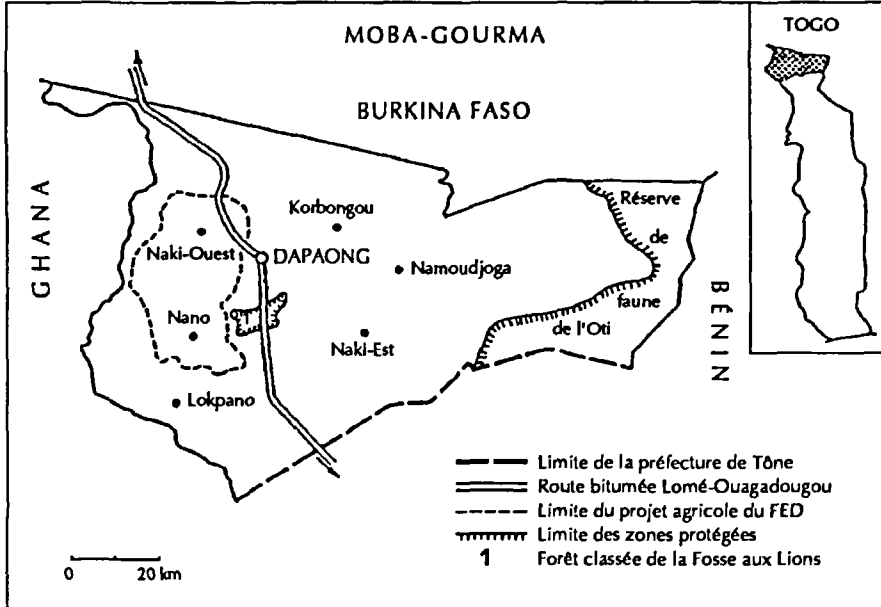 MOBA-GOURMA
TOGO
BURKINA FASO
GHANA
BÉNIN
Korbongou
Réserve
de
faune
de l'Oti
Naki-Ouest
DAPAONG
Namoudjoga
Nano
1
Naki-Est
Lokpano
Limite de la préfecture de Tône
Route bitumée Lomé-Ouagadougou
Limite du projet agricole du FED
Limite des zones protégées
1 Forêt classée de la Fosse aux Lions
0 20 km